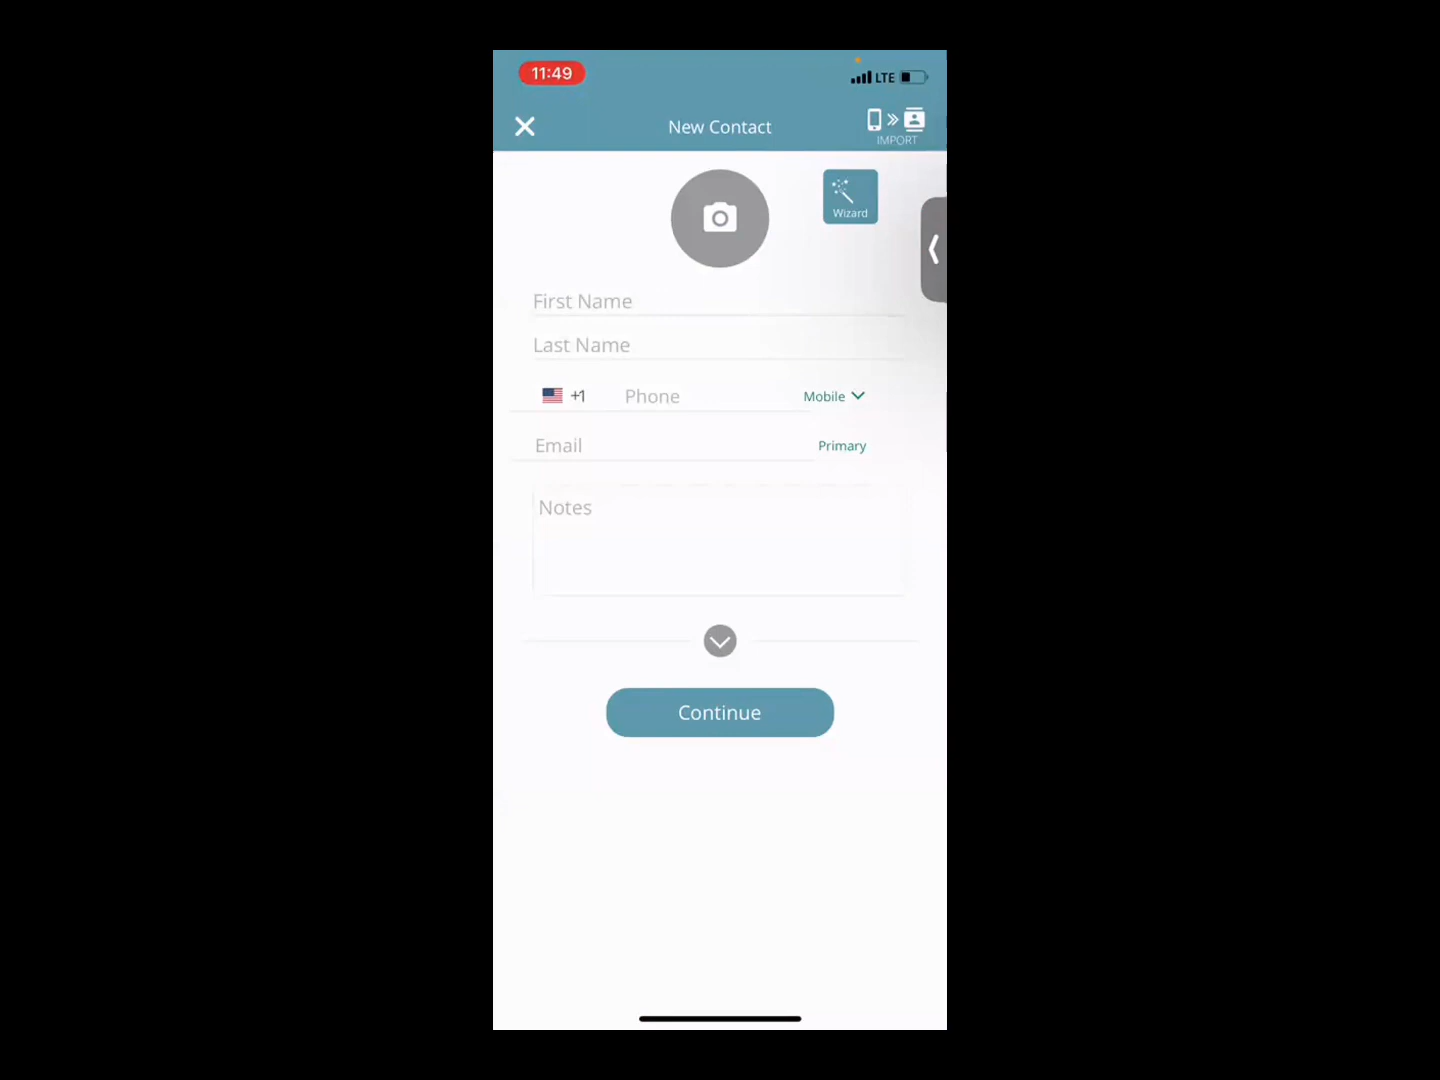 11:49
LTE
New Contact
IMPORT
Wizard
First Name
Last Name
+1 Phone Mobile
Email Primary
Notes
Continue